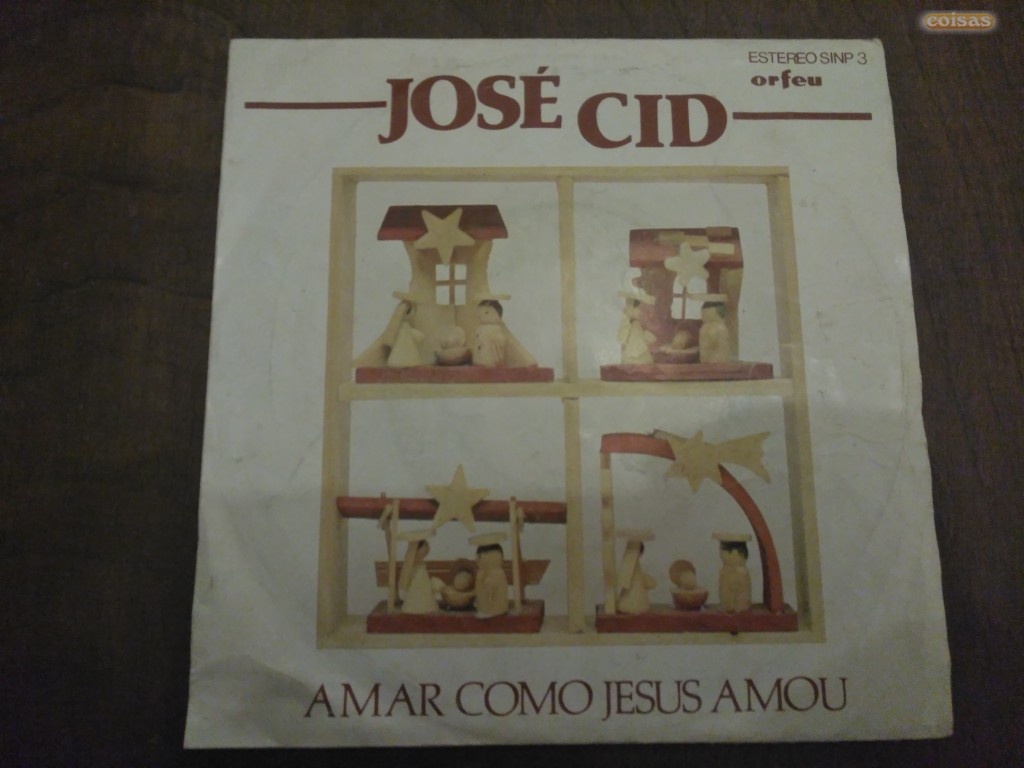 coisas
ESTEREO SINP 3
orfeu
JOSÉ CID
AMAR COMO JESUS AMOU